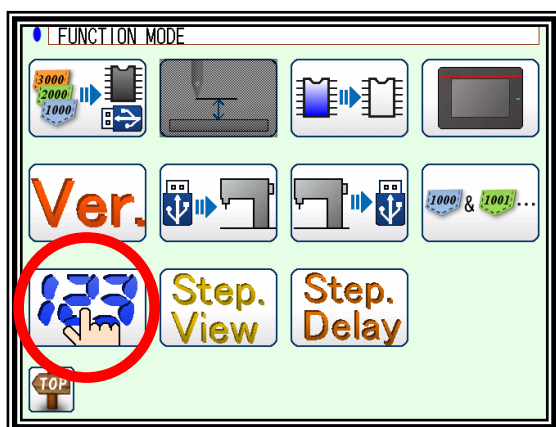 FUNCTION MODE
3000
2000
1000
Ver.
1000 & 1001 ...
123
Step.
View
Step.
Delay
TOP